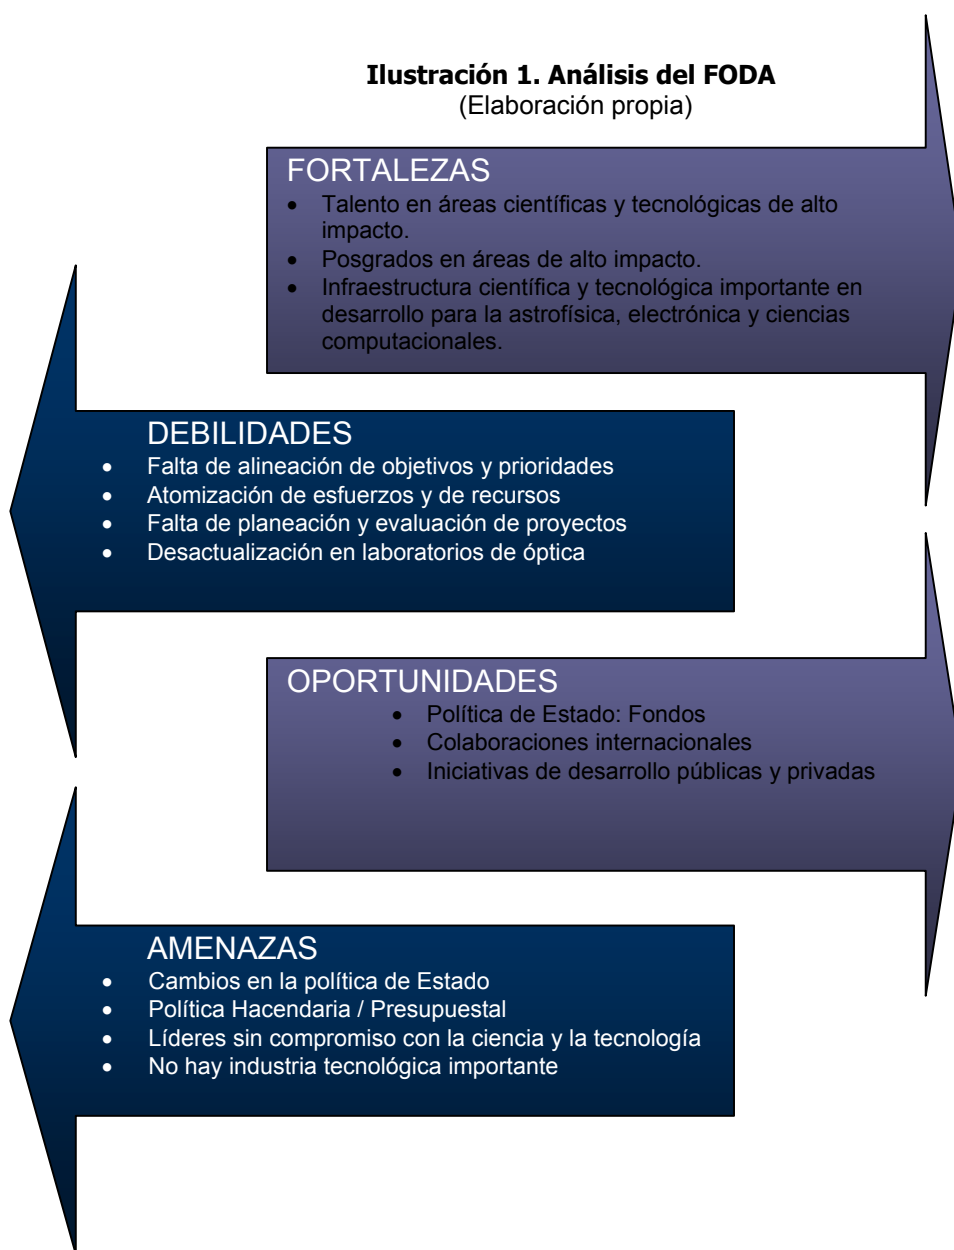 Ilustración 1. Análisis del FODA
(Elaboración propia)
FORTALEZAS
• Talento en áreas científicas y tecnológicas de alto
impacto.
• Posgrados en áreas de alto impacto.
• Infraestructura científica y tecnológica importante en
desarrollo para la astrofísica, electrónica y ciencias
computacionales.
DEBILIDADES
• Falta de alineación de objetivos y prioridades
• Atomización de esfuerzos y de recursos
• Falta de planeación y evaluación de proyectos
• Desactualización en laboratorios de óptica
OPORTUNIDADES
• Política de Estado: Fondos
• Colaboraciones internacionales
• Iniciativas de desarrollo públicas y privadas
AMENAZAS
• Cambios en la política de Estado
• Política Hacendaria / Presupuestal
• Líderes sin compromiso con la ciencia y la tecnología
• No hay industria tecnológica importante